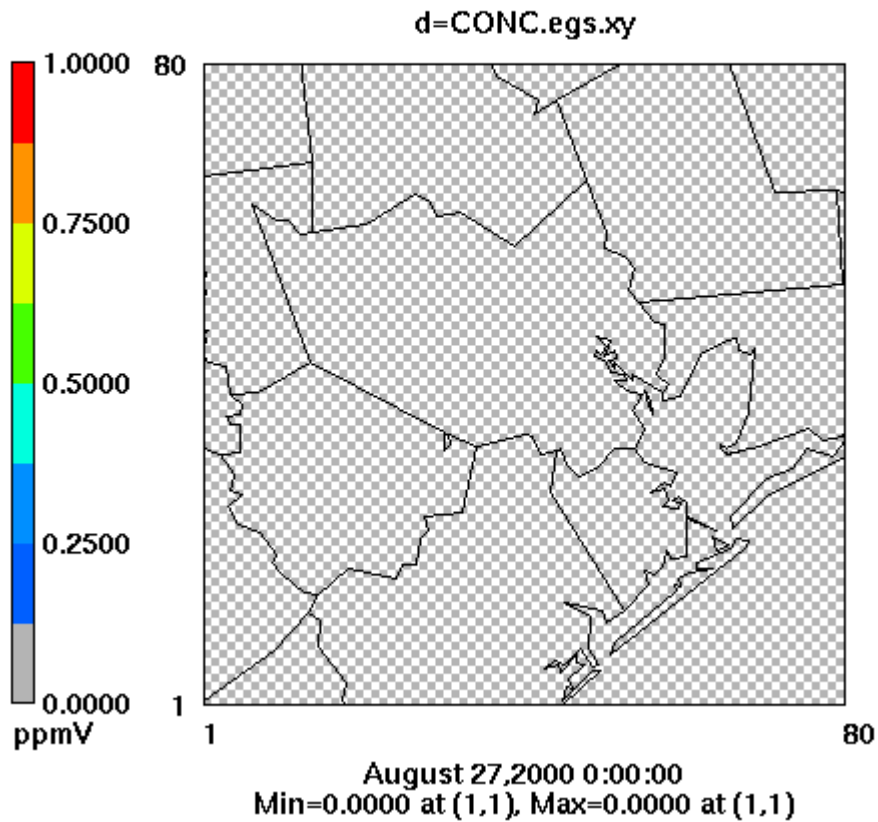 d=CONC.egs.xy
1.0000
0.7500
0.5000
0.2500
0.0000
ppmV
80
1
1
80
August 27,2000 0:00:00
Min=0.0000 at (1,1), Max=0.0000 at (1,1)